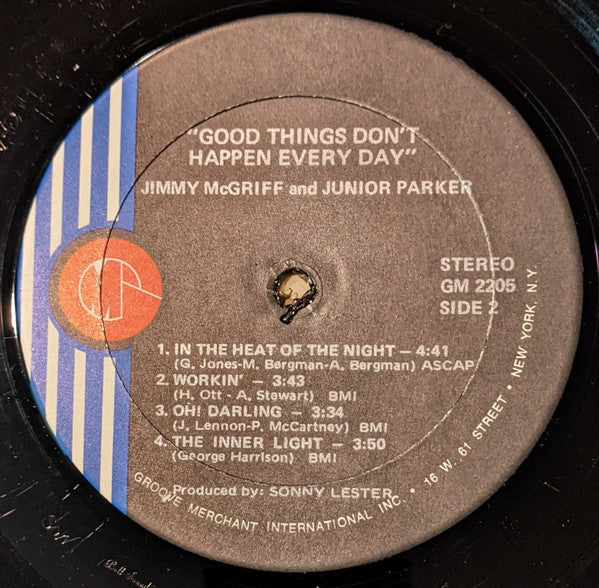 "GOOD THINGS DON'T
HAPPEN EVERY DAY"
JIMMY McGRIFF and JUNIOR PARKER
STEREO
GM 2205
SIDE 2
1. IN THE HEAT OF THE NIGHT – 4:41
(G. Jones-M. Bergman-A. Bergman) ASCAP
2. WORKIN' – 3:43
(H. Ott - A. Stewart) BMI
3. OH! DARLING – 3:34
(J. Lennon-P. McCartney) BMI
4. THE INNER LIGHT – 3:50
(George Harrison) BMI
Produced by: SONNY LESTER
GROOVE MERCHANT INTERNATIONAL INC. • 16 W. 61 STREET • NEW YORK, N.Y.